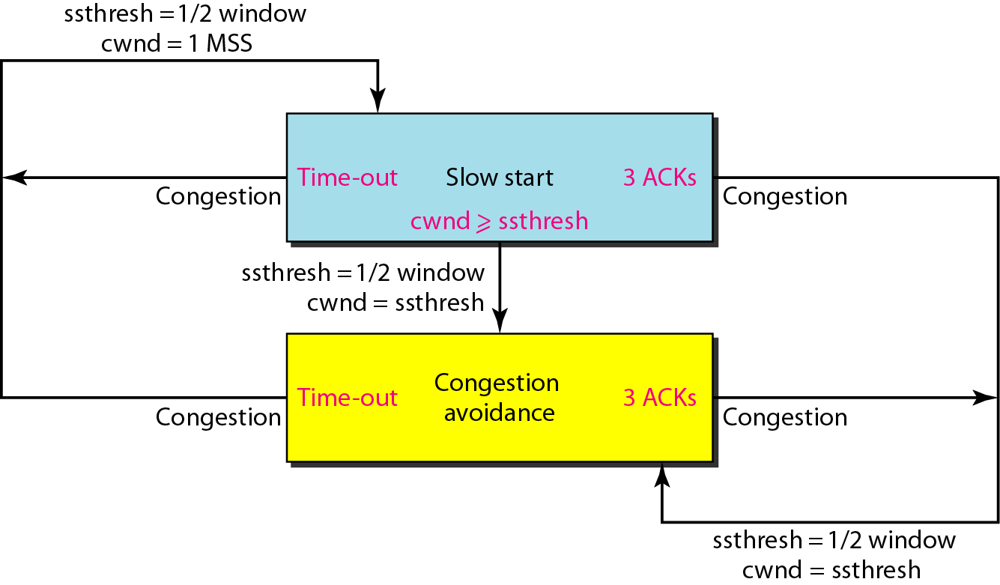 ssthresh = 1/2 window
cwnd = 1 MSS
Time-out Slow start 3 ACKs
Congestion Congestion
cwnd ⩾ ssthresh
ssthresh = 1/2 window
cwnd = ssthresh
Congestion
avoidance
Time-out 3 ACKs
Congestion Congestion
ssthresh = 1/2 window
cwnd = ssthresh